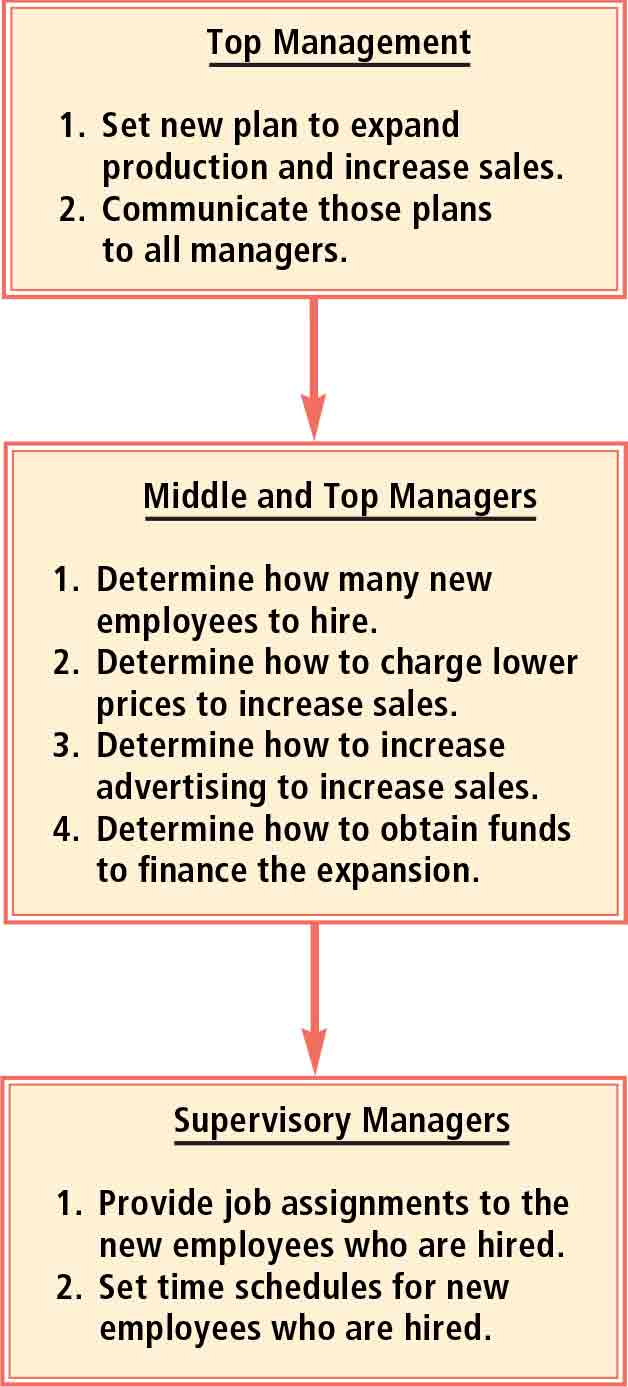 Top Management
1. Set new plan to expand
production and increase sales.
2. Communicate those plans
to all managers.
Middle and Top Managers
1. Determine how many new
employees to hire.
2. Determine how to charge lower
prices to increase sales.
3. Determine how to increase
advertising to increase sales.
4. Determine how to obtain funds
to finance the expansion.
Supervisory Managers
1. Provide job assignments to the
new employees who are hired.
2. Set time schedules for new
employees who are hired.